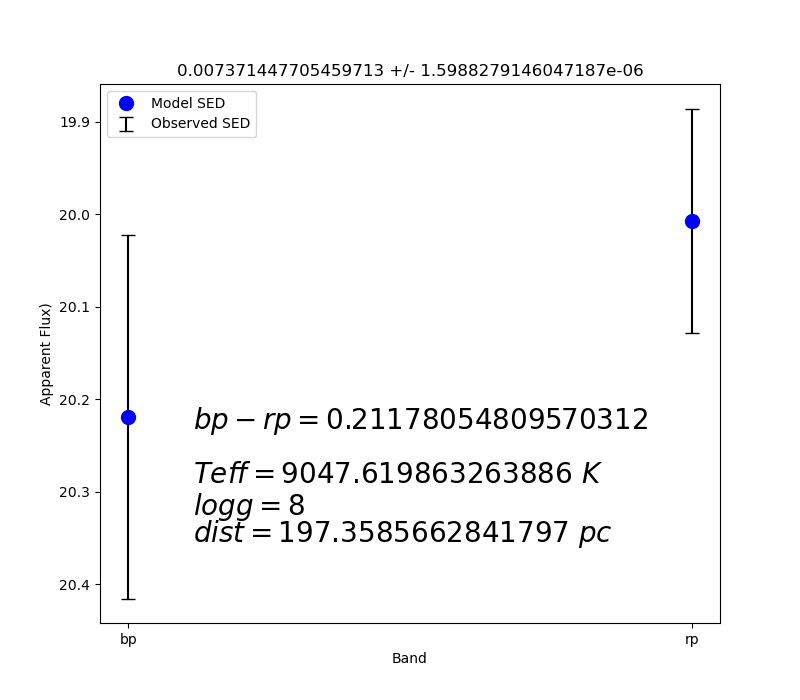 0.007371447705459713 +/- 1.5988279146047187e-06
Model SED
Observed SED
19.9
20.0
20.1
20.2
20.3
20.4
Apparent Flux)
bp − rp = 0.21178054809570312
Teff = 9047.619863263886 K
logg = 8
dist = 197.3585662841797 pc
bp
rp
Band